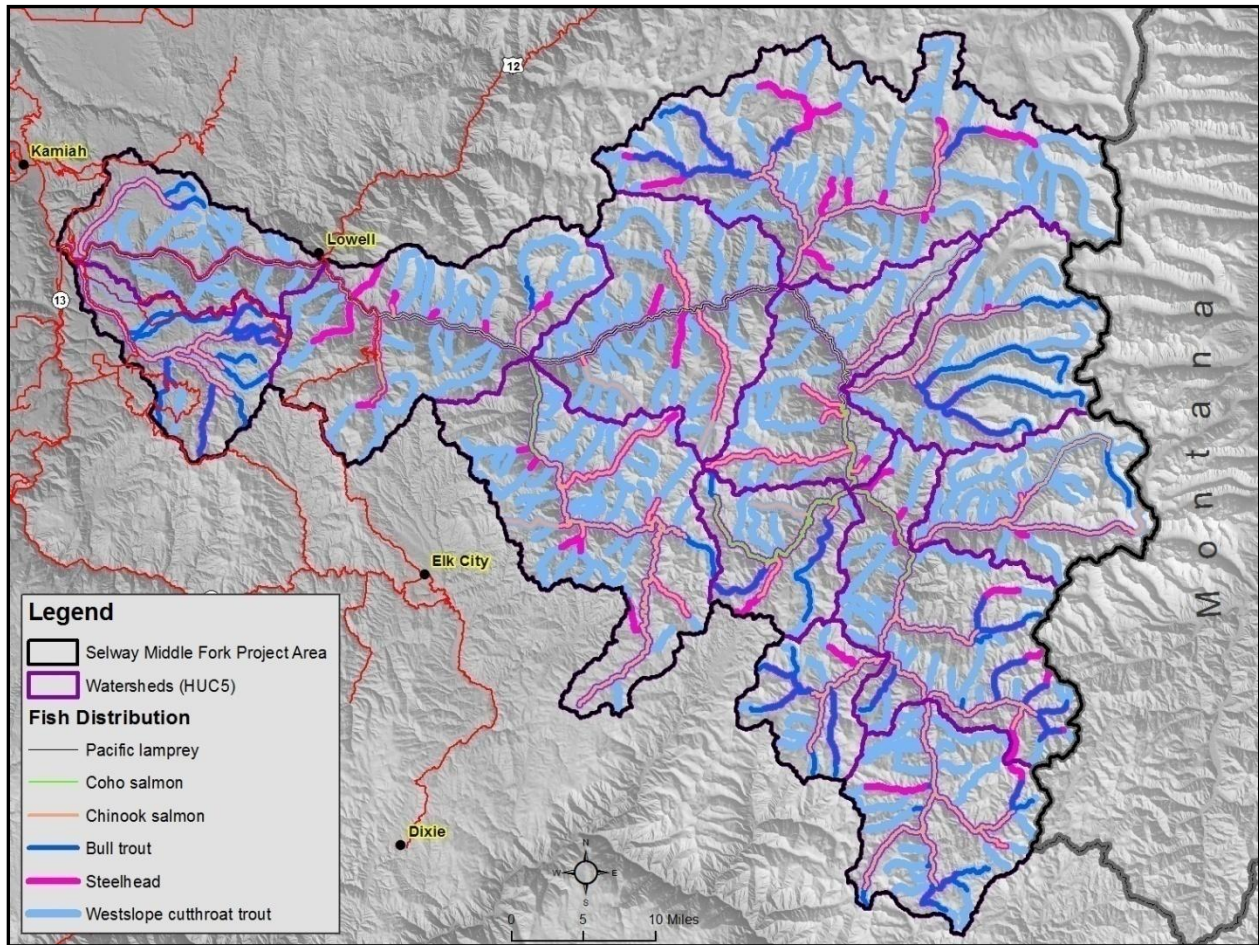 12
Kamiah
Lowell
13
Montana
Elk City
Dixie
Legend
Selway Middle Fork Project Area
Watersheds (HUC5)
Fish Distribution
Pacific lamprey
Coho salmon
Chinook salmon
Bull trout
Steelhead
Westslope cutthroat trout
N
W E
S
0 5 10 Miles